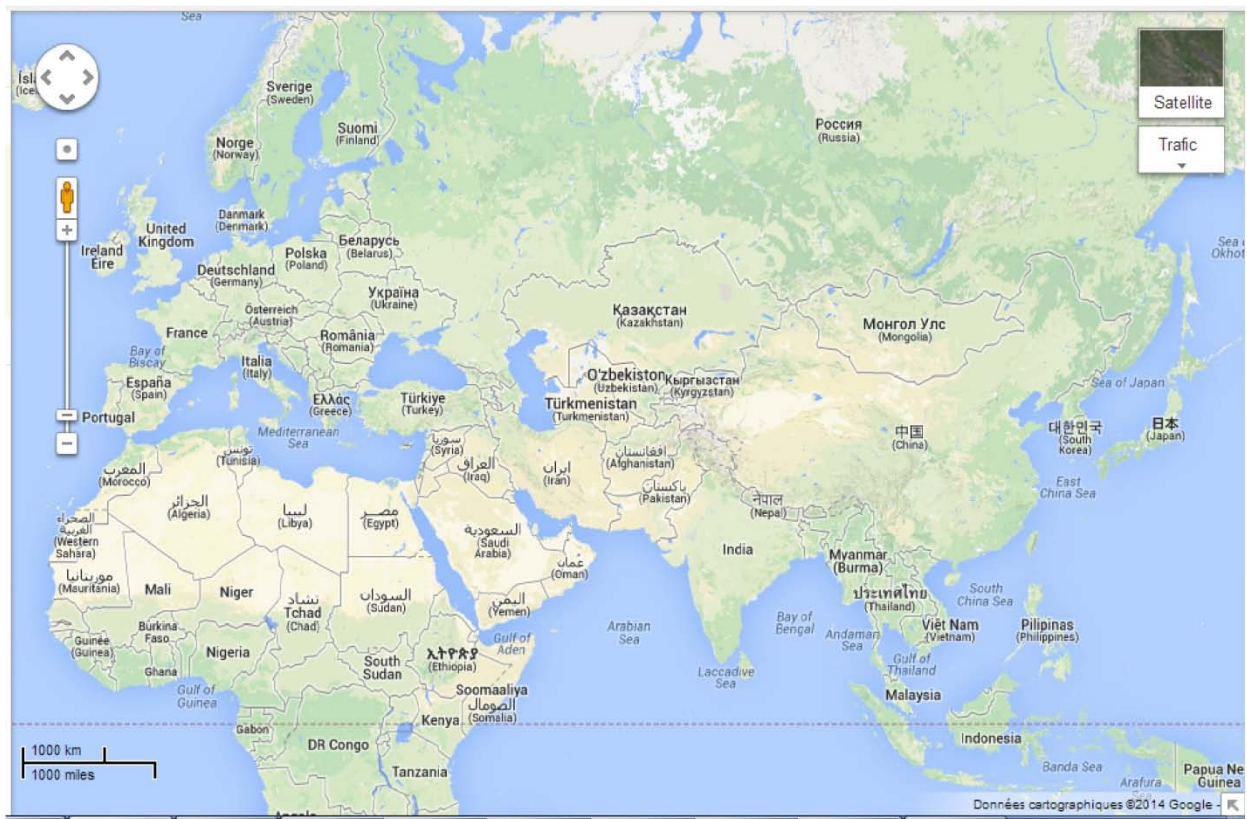 Sea
Ísl
(Ice
Sverige
(Sweden)
Suomi
(Finland)
Norge
(Norway)
Россия
(Russia)
Satellite
Trafic
Danmark
(Denmark)
United
Kingdom
Ireland
Éire
Polska
(Poland)
Беларусь
(Belarus)
Deutschland
(Germany)
Україна
(Ukraine)
Österreich
(Austria)
France
România
(Romania)
Sea o
Okhot
Қазақстан
(Kazakhstan)
Монгол Улс
(Mongolia)
Bay of
Biscay
Italia
(Italy)
España
(Spain)
Portugal
Ελλάς
(Greece)
Türkiye
(Turkey)
O'zbekiston
(Uzbekistan)
Кыргызстан
(Kyrgyzstan)
Türkmenistan
(Turkmenistan)
Sea of Japan
中国
(China)
대한민국
(South
Korea)
日本
(Japan)
Mediterranean
Sea
تونس
(Tunisia)
سوريا
(Syria)
العراق
(Iraq)
ایران
(Iran)
افغانستان
(Afghanistan)
پاکستان
(Pakistan)
नेपाल
(Nepal)
East
China Sea
المغرب
(Morocco)
الجزائر
(Algeria)
ليبيا
(Libya)
مصر
(Egypt)
الصحراء
الغربية
(Western
Sahara)
السعودية
(Saudi
Arabia)
عُمان
(Oman)
India
Myanmar
(Burma)
موريتانيا
(Mauritania)
Mali
Niger
تشاد
Tchad
(Chad)
السودان
(Sudan)
اليمن
(Yemen)
ประเทศไทย
(Thailand)
South
China Sea
Burkina
Faso
Guinée
(Guinea)
Nigeria
Ghana
Gulf of
Guinea
South
Sudan
ኢትዮጵያ
(Ethiopia)
Gulf of
Aden
Arabian
Sea
Bay of
Bengal
Andaman
Sea
Việt Nam
(Vietnam)
Pilipinas
(Philippines)
Gulf of
Thailand
Laccadive
Sea
Soomaaliya
الصومال
(Somalia)
Malaysia
Gabon
Kenya
DR Congo
Indonesia
1000 km
1000 miles
Tanzania
Banda Sea
Papua Ne
Guinea
Arafura
Sea
Angola
Données cartographiques ©2014 Google -